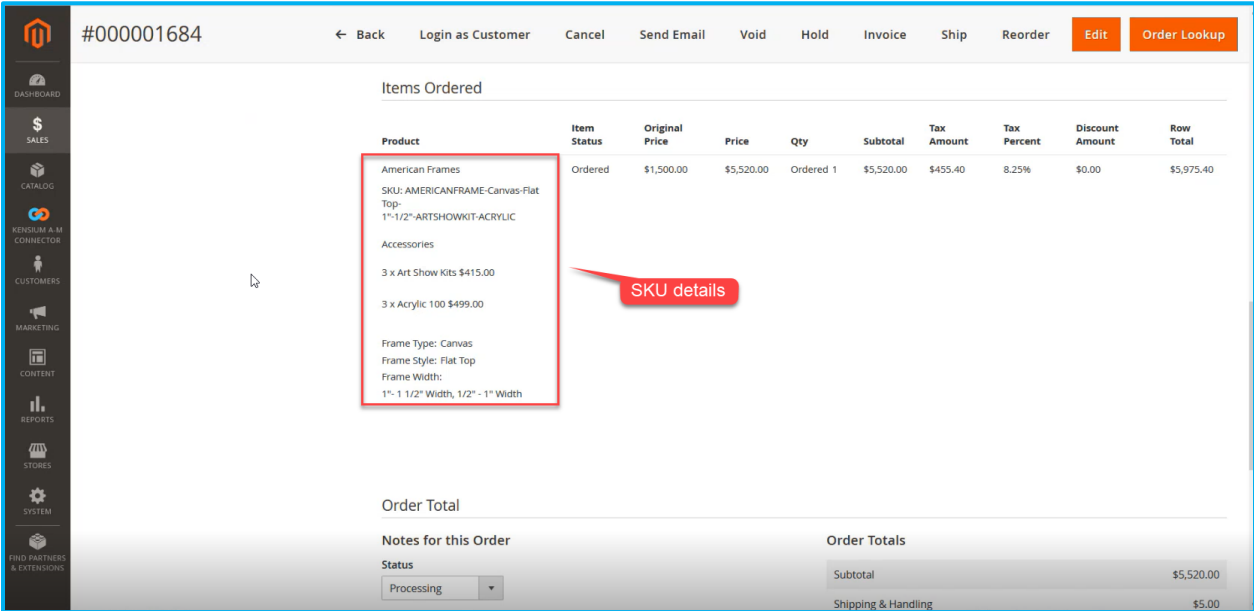 #000001684
← Back
Login as Customer
Cancel
Send Email
Void
Hold
Invoice
Ship
Reorder
Edit
Order Lookup
DASHBOARD
$
SALES
CATALOG
KENSIUM A-M
CONNECTOR
CUSTOMERS
MARKETING
CONTENT
REPORTS
STORES
SYSTEM
FIND PARTNERS
& EXTENSIONS
Items Ordered
Product
Item
Status
Original
Price
Price
Qty
Subtotal
Tax
Amount
Tax
Percent
Discount
Amount
Row
Total
American Frames
Ordered
$1,500.00
$5,520.00
Ordered 1
$5,520.00
$455.40
8.25%
$0.00
$5,975.40
SKU: AMERICANFRAME-Canvas-Flat
Top-
1"-1/2"-ARTSHOWKIT-ACRYLIC
Accessories
3 x Art Show Kits $415.00
3 x Acrylic 100 $499.00
Frame Type: Canvas
Frame Style: Flat Top
Frame Width:
1"- 1 1/2" Width, 1/2" - 1" Width
SKU details
Order Total
Notes for this Order
Status
Processing
Order Totals
Subtotal
$5,520.00
Shipping & Handling
$5.00